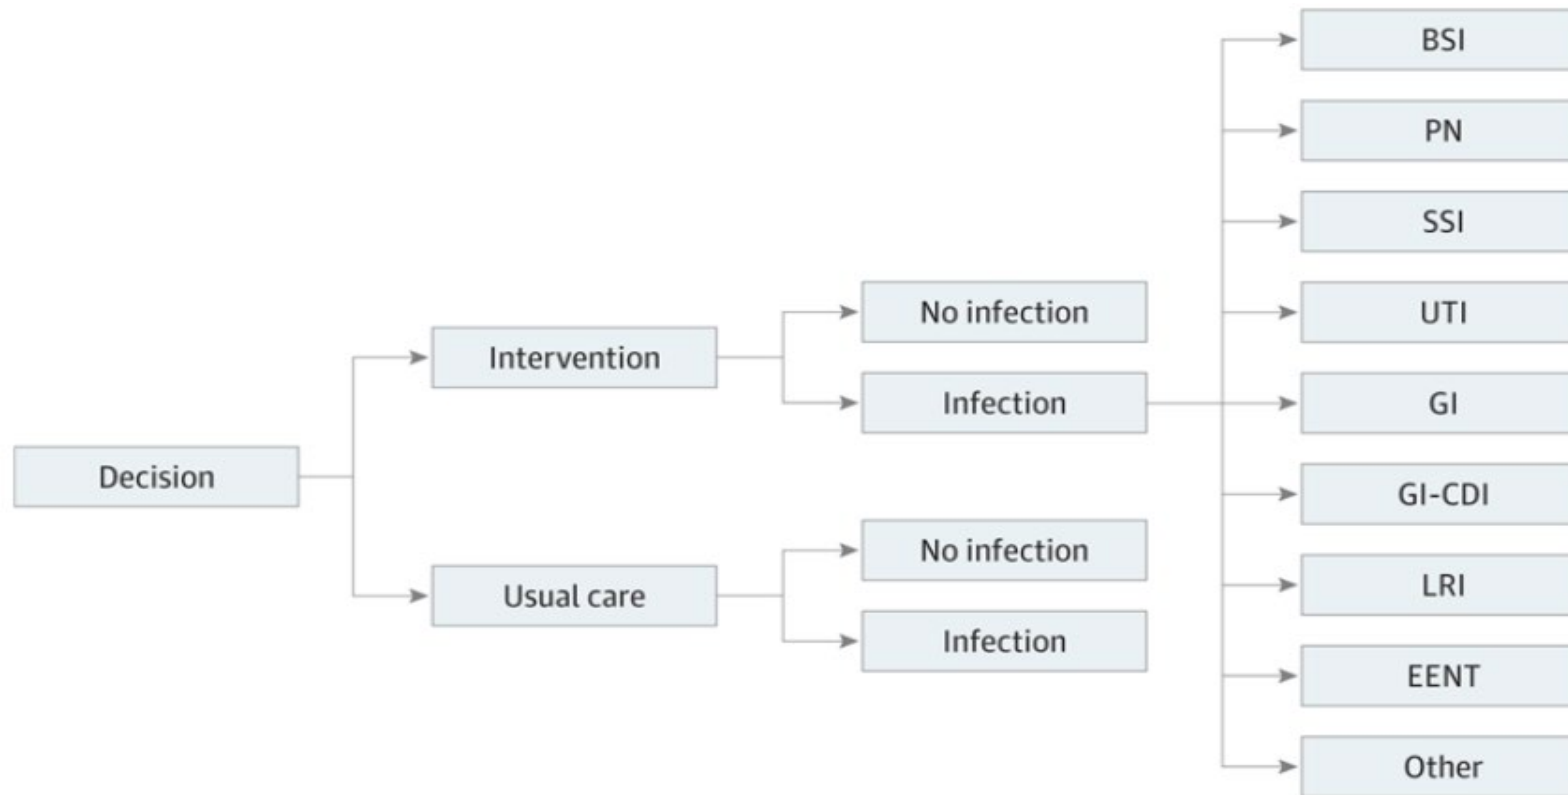 Decision
Intervention
Usual care
No infection
Infection
No infection
Infection
BSI
PN
SSI
UTI
GI
GI-CDI
LRI
EENT
Other